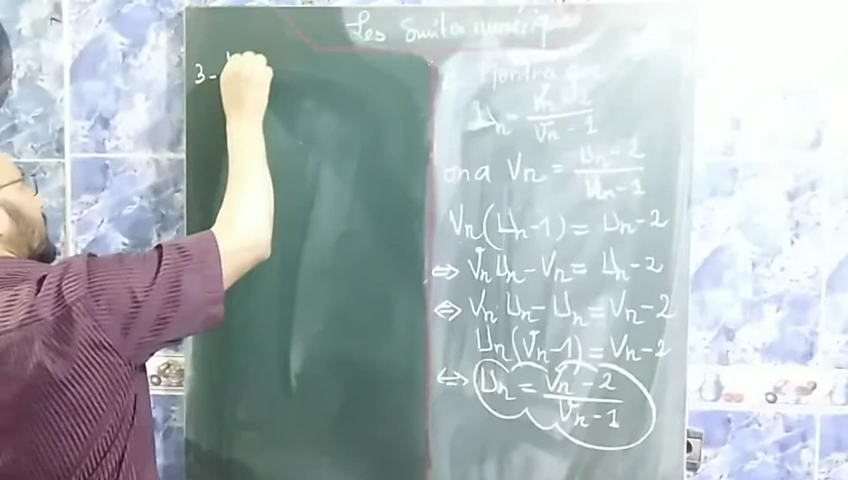 Les Suites numériques
3-
Montrer que
Un = Vn - 2 / Vn - 1
on a Vn = Un - 2 / Un - 1
Vn(Un-1) = Un-2
⇔ VnUn - Vn = Un-2
⇔ Vn Un - Un = Vn-2
Un(Vn-1) = Vn-2
⇔ Un = Vn - 2 / Vn - 1